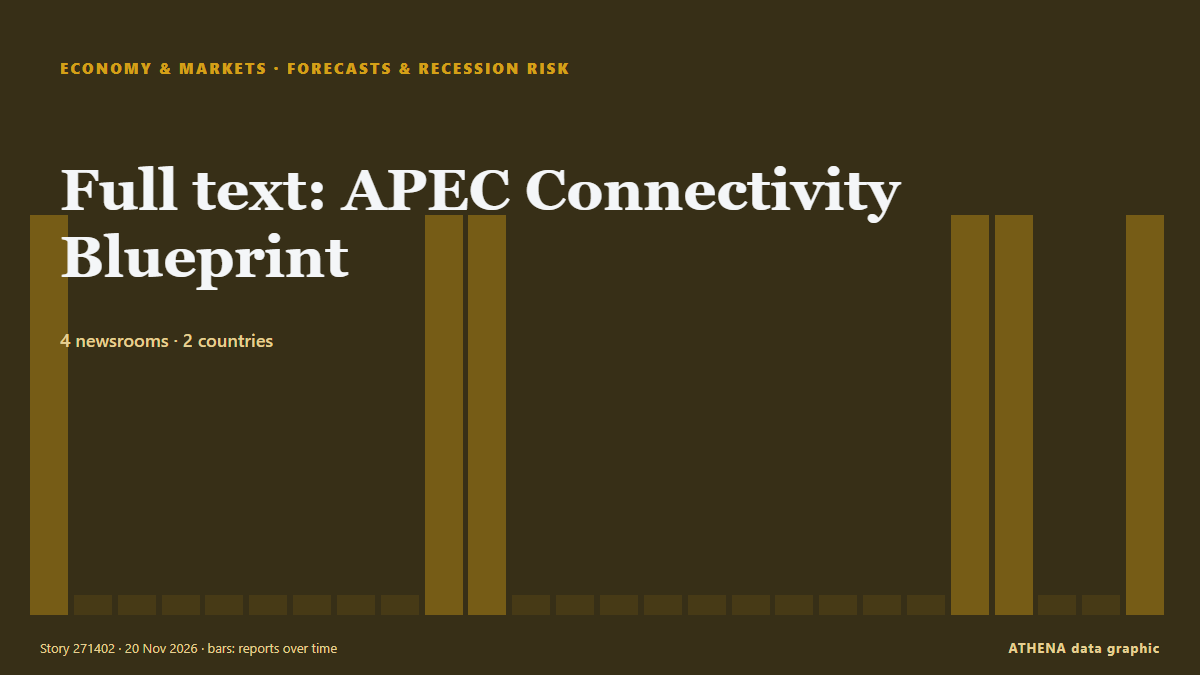 ECONOMY & MARKETS · FORECASTS & RECESSION RISK
Full text: APEC Connectivity
Blueprint
4 newsrooms · 2 countries
Story 271402 · 20 Nov 2026 · bars: reports over time
ATHENA data graphic